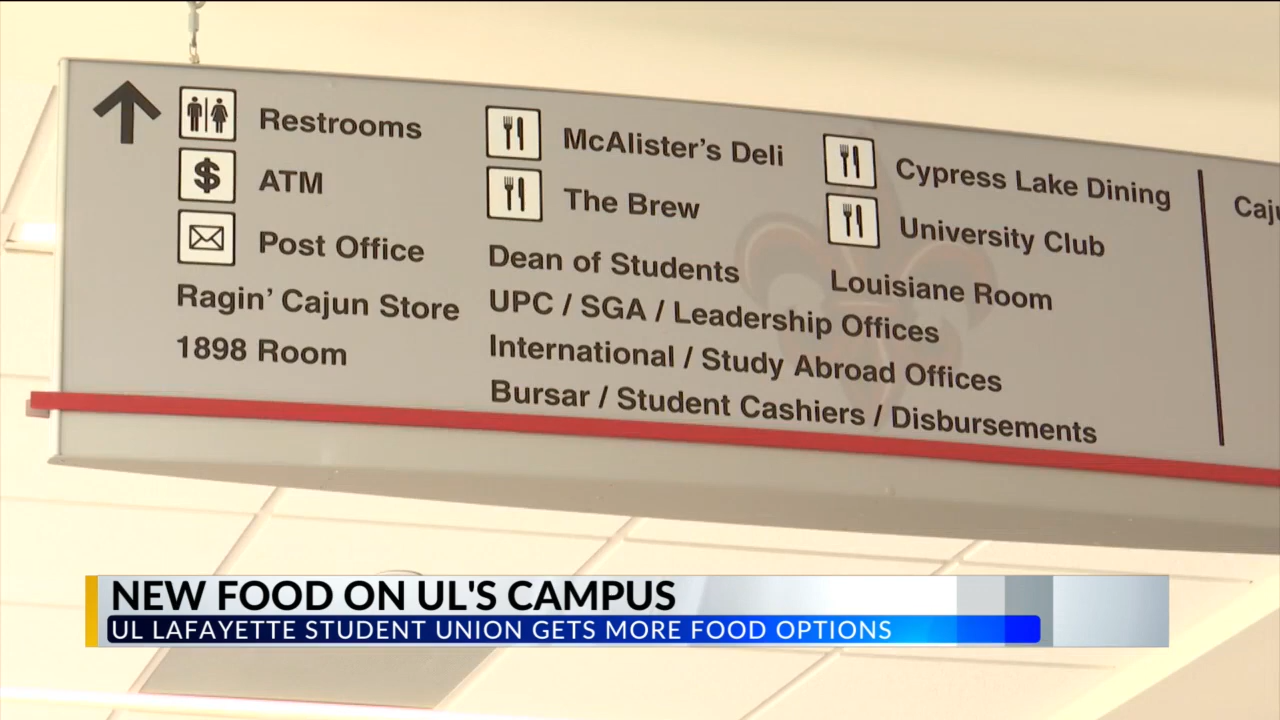 Restrooms
ATM
Post Office
Ragin' Cajun Store
1898 Room
McAlister's Deli
The Brew
Dean of Students
UPC / SGA / Leadership Offices
International / Study Abroad Offices
Bursar / Student Cashiers / Disbursements
Cypress Lake Dining
University Club
Louisiane Room
NEW FOOD ON UL'S CAMPUS
UL LAFAYETTE STUDENT UNION GETS MORE FOOD OPTIONS